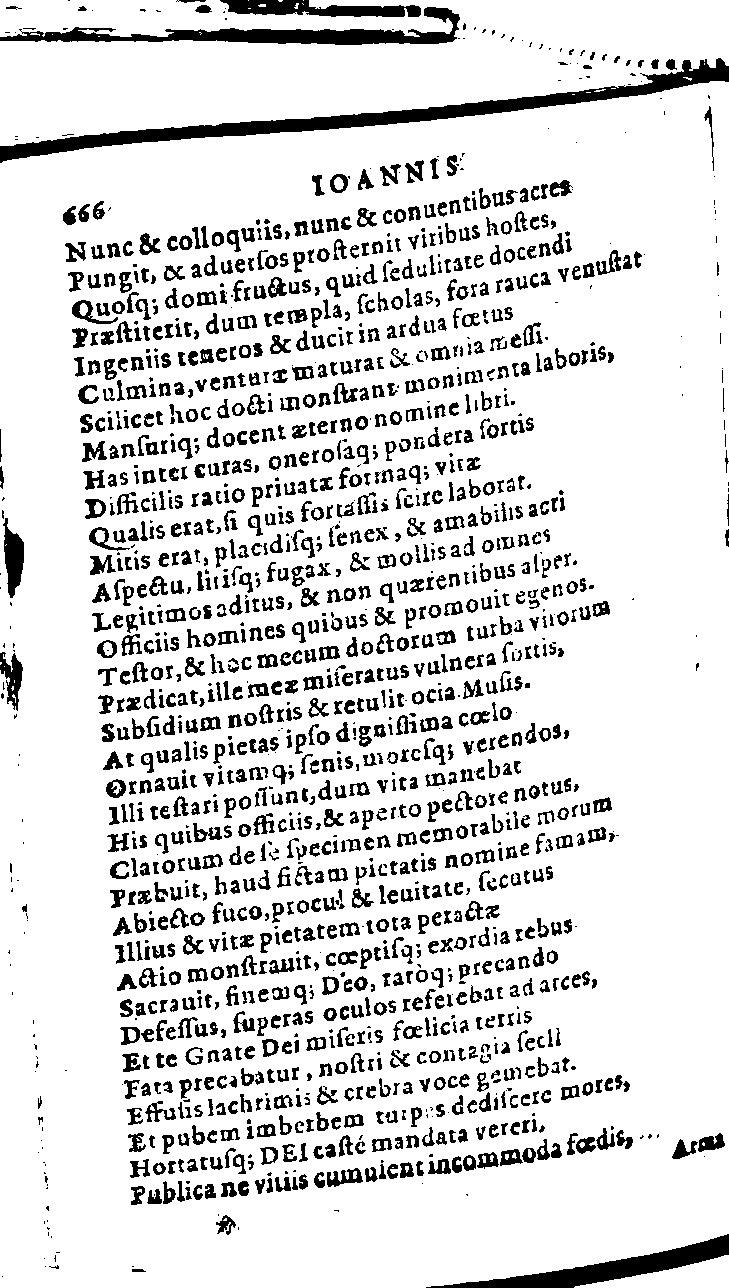 666 IOANNIS
Nunc & colloquiis, nunc & conuentibus acres
Pungit, & aduerſos proſternit viribus hoſtes,
Quoſq; domi fructus, quid ſedulitate docendi
Præſtiterit, dum templa, ſcholas, fora rauca venuſtat
Ingeniis teneros & ducit in ardua fœtus
Culmina, venturæ maturat & omnia meſſi.
Scilicet hoc docti monſtrant monimenta laboris,
Manſuriq; docent æterno nomine libri.
Has inter curas, oneroſaq; pondera ſortis
Difficilis ratio priuatæ formaq; vitæ
Qualis erat, ſi quis fortaſſis ſcire laborat.
Mitis erat, placidiſq; ſenex, & amabilis acri
Aſpectu, litiſq; fugax, & mollis ad omnes
Legitimos aditus, & non quærentibus aſper.
Officiis homines quibus & promouit egenos.
Teſtor, & hoc mecum doctorum turba virorum
Prædicat, ille meæ miſeratus vulnera ſortis,
Subſidium noſtris & retulit ocia Muſis.
At qualis pietas ipſo digniſſima cœlo
Ornauit vitamq; ſenis, moreſq; verendos,
Illi teſtari poſſunt, dum vita manebat
His quibus officiis, & aperto pectore notus,
Clarorum de ſe ſpecimen memorabile morum
Præbuit, haud fictam pietatis nomine famam,
Abiecto fuco, procul & leuitate, ſecutus
Illius & vitæ pietatem tota peractæ
Actio monſtrauit, cœptiſq; exordia rebus
Sacrauit, finemq; Deo, raròq; precando
Defeſſus, ſuperas oculos referebat ad arces,
Et te Gnate Dei miſeris fœlicia terris
Fata precabatur, noſtri & contagia ſecli
Effuſis lachrimis & crebra voce gemebat.
Et pubem imberbem turpes dediſcere mores,
Hortatuſq; DEI caſté mandata vereri,
Publica ne vitiis cumulent incommoda fœdis,
Arma